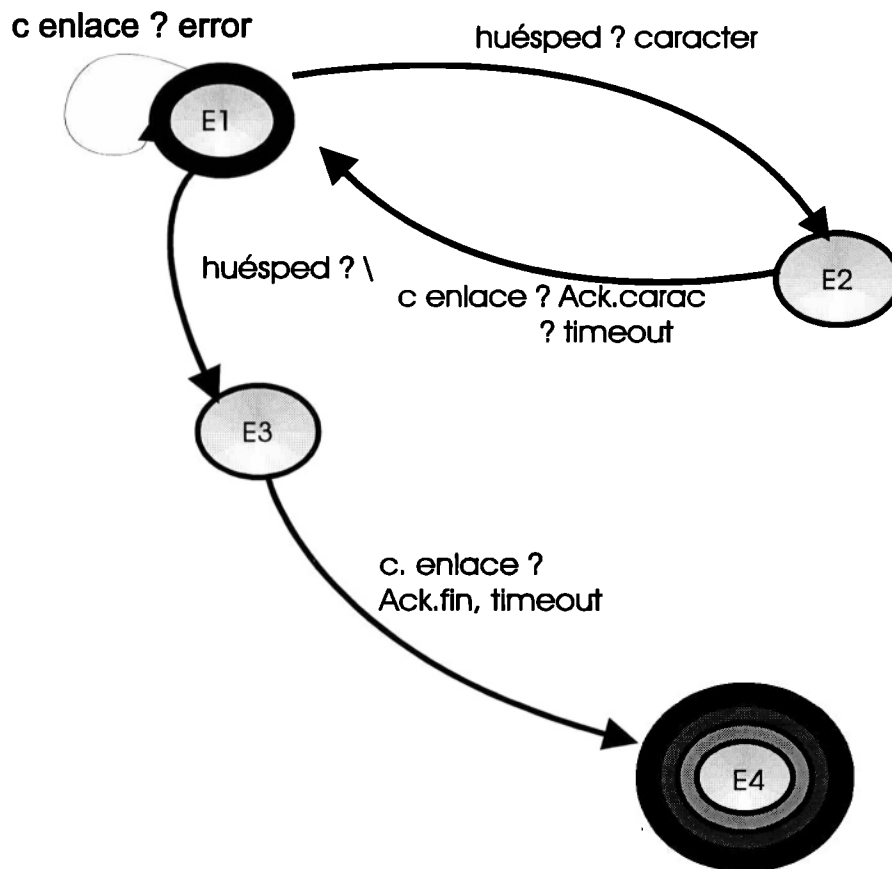 c enlace ? error
huésped ? caracter
E1
huésped ? \
c enlace ? Ack.carac
? timeout
E2
E3
c. enlace ?
Ack.fin, timeout
E4